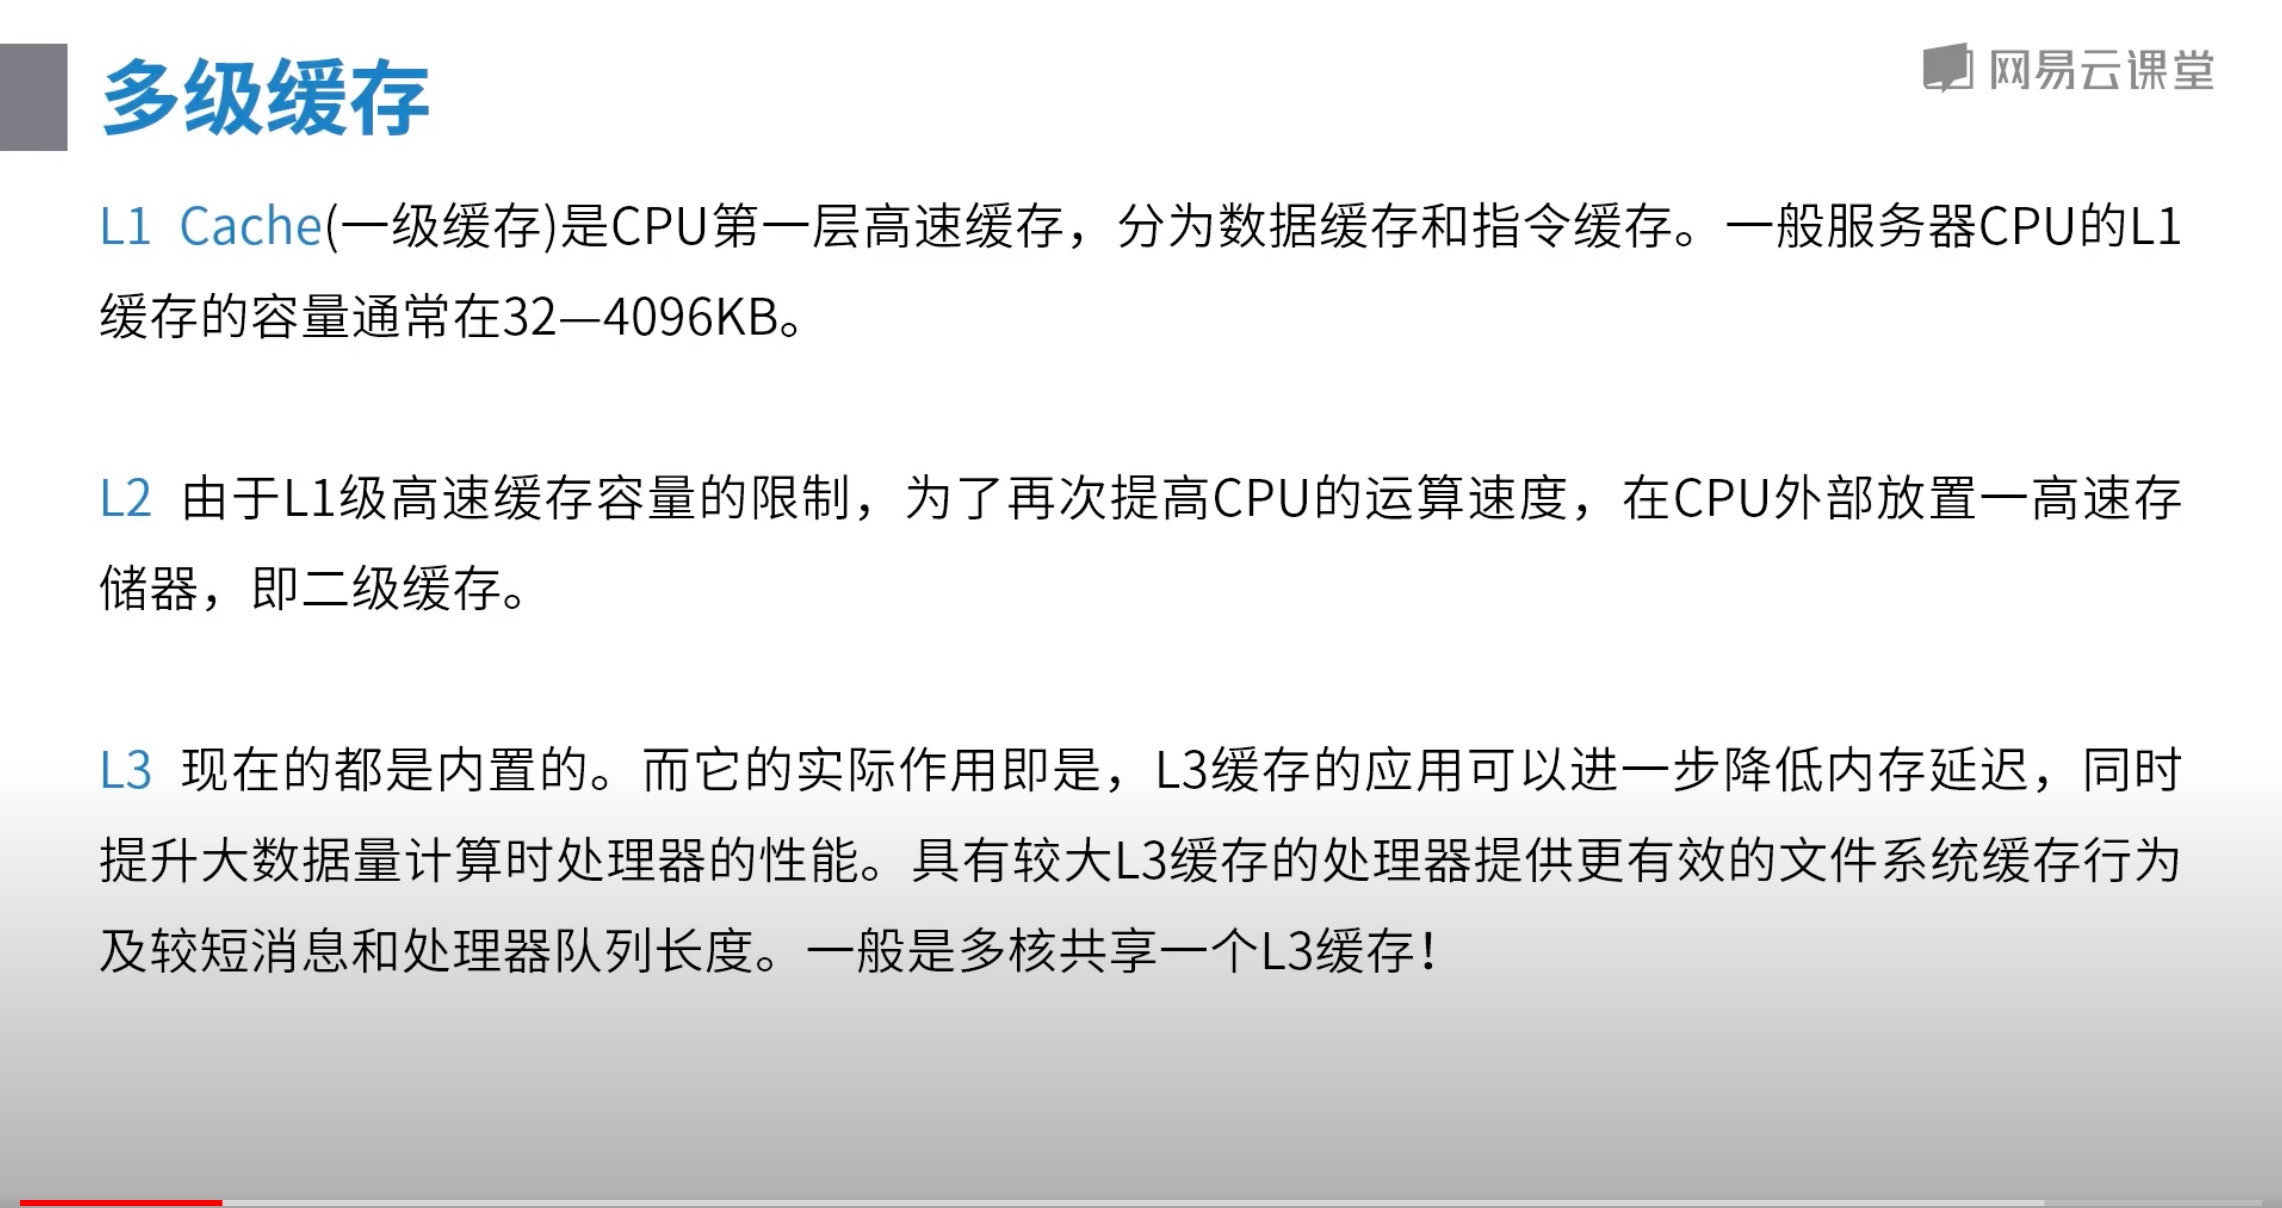 多级缓存
网易云课堂
L1 Cache(一级缓存)是CPU第一层高速缓存，分为数据缓存和指令缓存。一般服务器CPU的L1
缓存的容量通常在32—4096KB。
L2 由于L1级高速缓存容量的限制，为了再次提高CPU的运算速度，在CPU外部放置一高速存
储器，即二级缓存。
L3 现在的都是内置的。而它的实际作用即是，L3缓存的应用可以进一步降低内存延迟，同时
提升大数据量计算时处理器的性能。具有较大L3缓存的处理器提供更有效的文件系统缓存行为
及较短消息和处理器队列长度。一般是多核共享一个L3缓存！